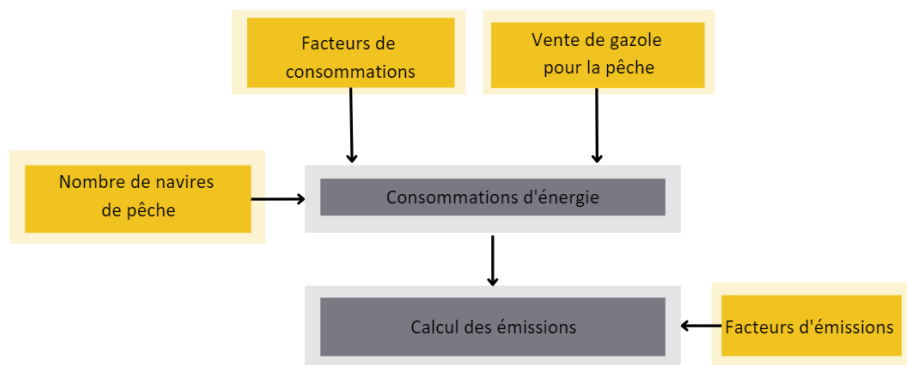 Facteurs de
consommations
Vente de gazole
pour la pêche
Nombre de navires
de pêche
Consommations d'énergie
Calcul des émissions
Facteurs d'émissions